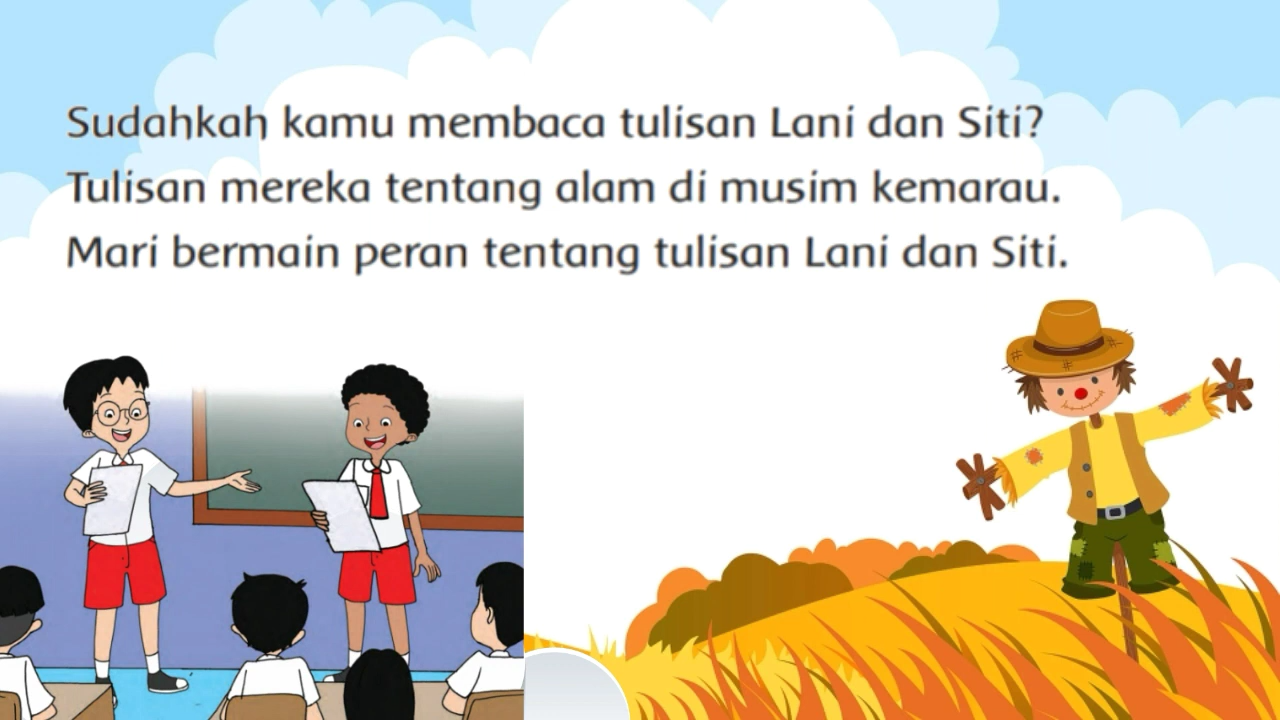 Sudahkah kamu membaca tulisan Lani dan Siti?
Tulisan mereka tentang alam di musim kemarau.
Mari bermain peran tentang tulisan Lani dan Siti.